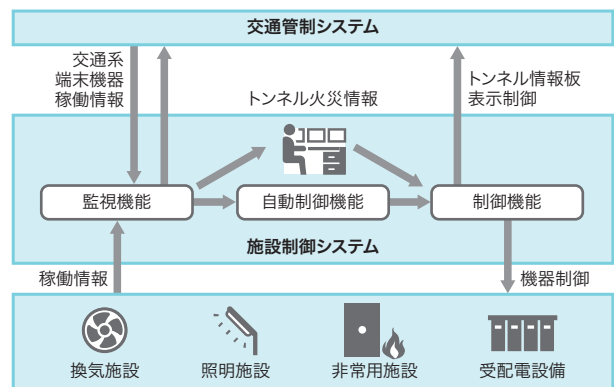 交通管制システム
交通系
端末機器
稼働情報
トンネル火災情報
トンネル情報板
表示制御
監視機能
自動制御機能
制御機能
施設制御システム
稼働情報
機器制御
換気施設
照明施設
非常用施設
受配電設備